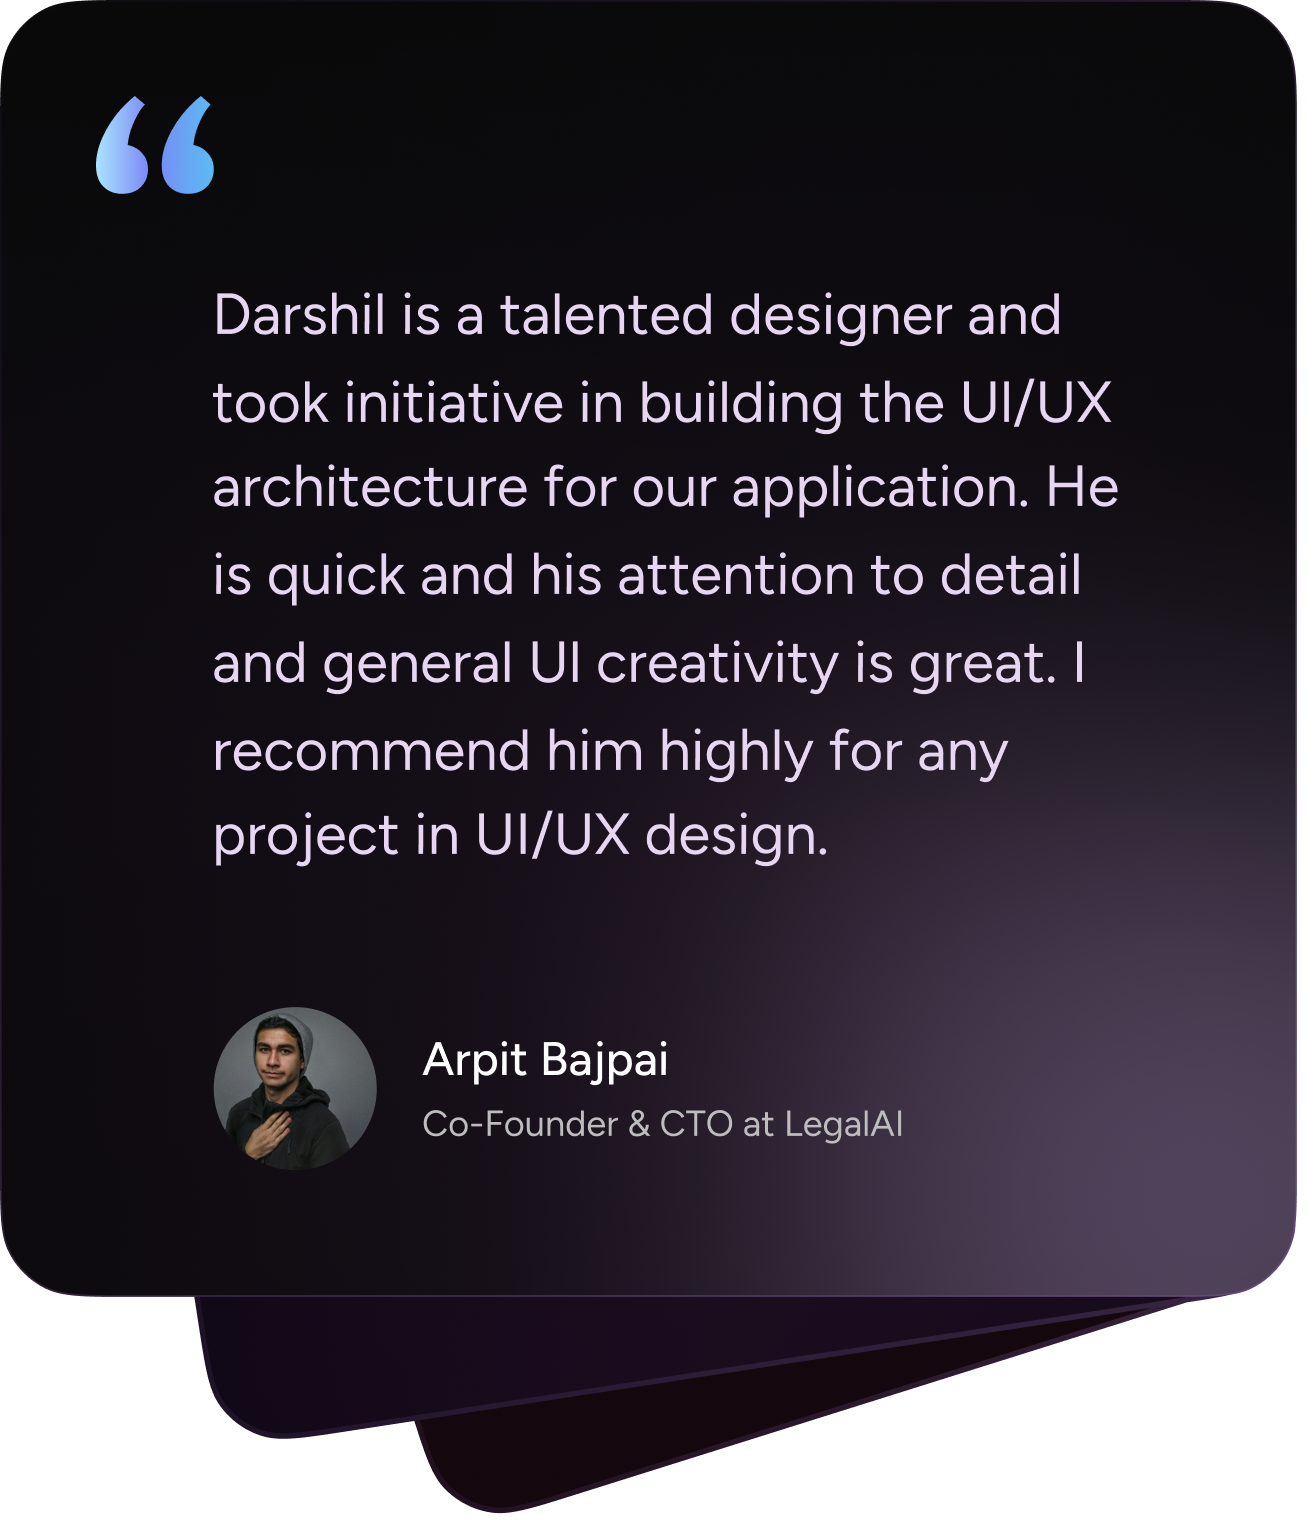 “
Darshil is a talented designer and
took initiative in building the UI/UX
architecture for our application. He
is quick and his attention to detail
and general UI creativity is great. I
recommend him highly for any
project in UI/UX design.
Arpit Bajpai
Co-Founder & CTO at LegalAI